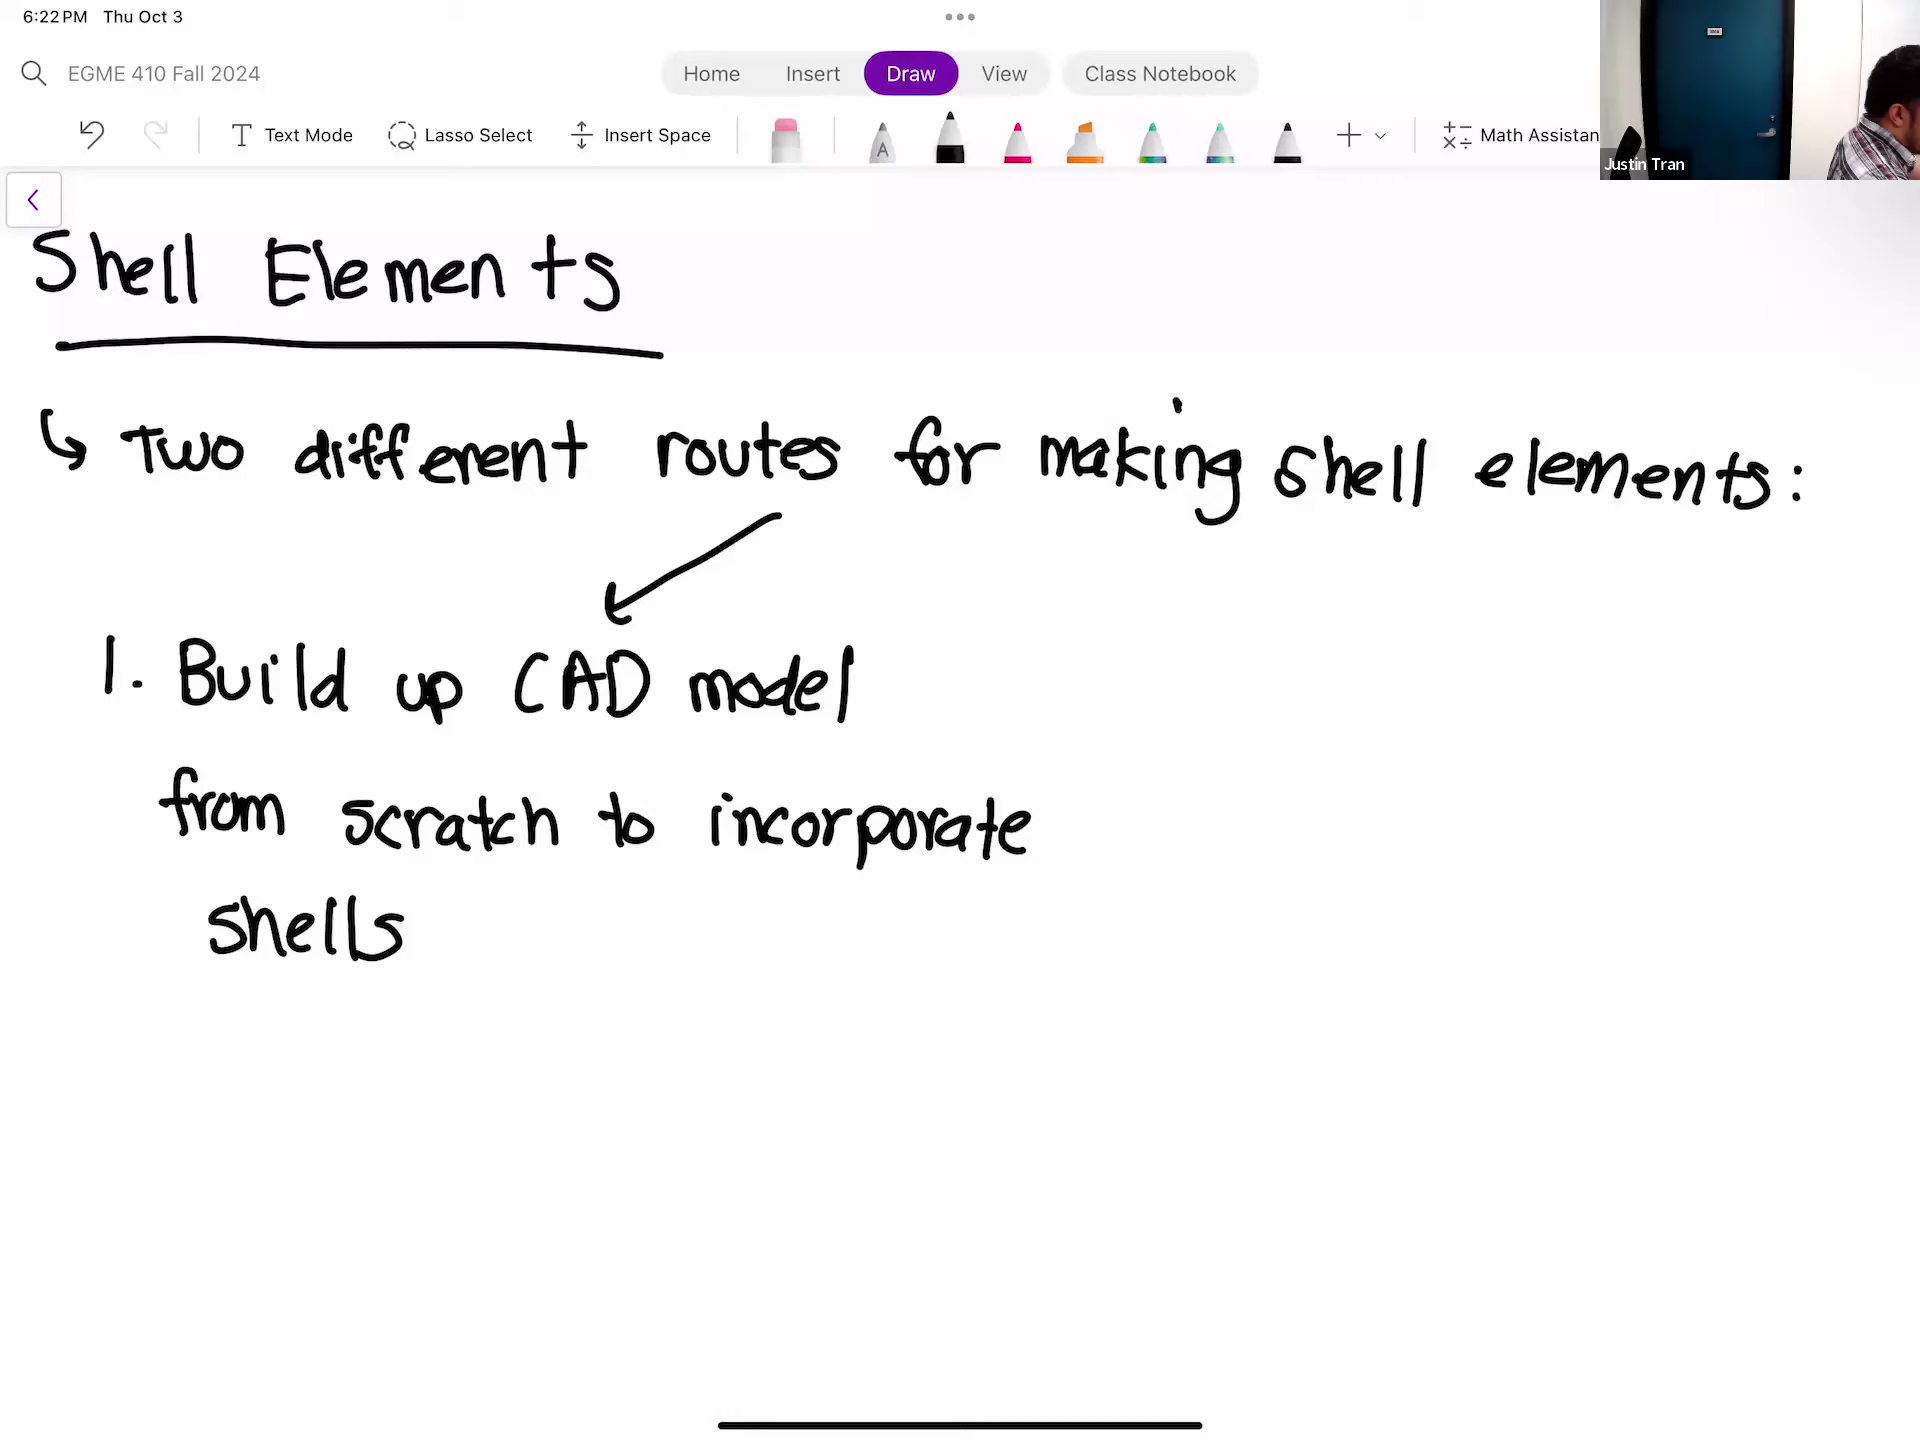 6:22 PM Thu Oct 3
EGME 410 Fall 2024
Home Insert Draw View Class Notebook
Text Mode Lasso Select Insert Space A Math Assistan
Justin Tran
Shell Elements
Two different routes for making shell elements:
1. Build up CAD model
from scratch to incorporate
shells